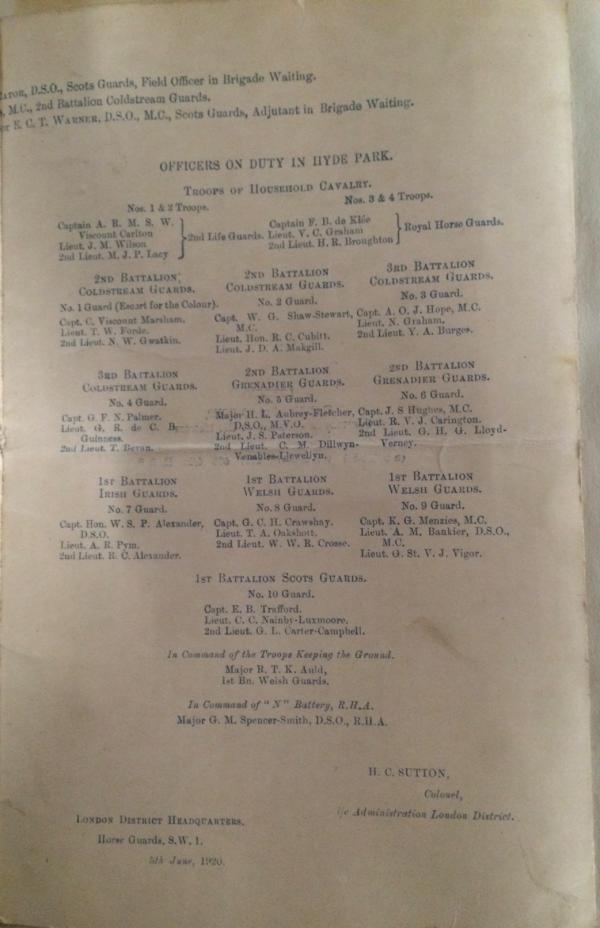 ATOR, D.S.O., Scots Guards, Field Officer in Brigade Waiting.
M.C., 2nd Battalion Coldstream Guards.
E. C. T. WARNER, D.S.O., M.C., Scots Guards, Adjutant in Brigade Waiting.
OFFICERS ON DUTY IN HYDE PARK.
TROOPS OF HOUSEHOLD CAVALRY.
Nos. 1 & 2 Troops.
Captain A. R. M. S. W.
Viscount Carlton
Lieut. J. M. Wilson
2nd Lieut. M. J. P. Lacy
2nd Life Guards.
Nos. 3 & 4 Troops.
Captain F. B. de Klée
Lieut. V. C. Graham
2nd Lieut. H. R. Broughton
Royal Horse Guards.
2ND BATTALION
COLDSTREAM GUARDS.
No. 1 Guard (Escort for the Colour).
Capt. C. Viscount Marsham.
Lieut. T. W. Forde.
2nd Lieut. N. W. Gwatkin.
2ND BATTALION
COLDSTREAM GUARDS.
No. 2 Guard.
Capt. W. G. Shaw-Stewart,
M.C.
Lieut. Hon. R. C. Cubitt.
Lieut. J. D. A. Makgill.
3RD BATTALION
COLDSTREAM GUARDS.
No. 3 Guard.
Capt. A. O. J. Hope, M.C.
Lieut. N. Graham.
2nd Lieut. Y. A. Burges.
3RD BATTALION
COLDSTREAM GUARDS.
No. 4 Guard.
Capt. G. F. N. Palmer.
Lieut. G. R. de C. B.
Guinness.
2nd Lieut. T. Bevan.
2ND BATTALION
GRENADIER GUARDS.
No. 5 Guard.
Major H. L. Aubrey-Fletcher,
D.S.O., M.V.O.
Lieut. J. S. Paterson.
2nd Lieut. C. M. Dillwyn-
Venables-Llewellyn.
2ND BATTALION
GRENADIER GUARDS.
No. 6 Guard.
Capt. J. S Hughes, M.C.
Lieut. R. V. J. Carington.
2nd Lieut. G. H. G. Lloyd-
Verney.
1ST BATTALION
IRISH GUARDS.
No. 7 Guard.
Capt. Hon. W. S. P. Alexander,
D.S.O.
Lieut. A. R. Pym.
2nd Lieut. R. C. Alexander.
1ST BATTALION
WELSH GUARDS.
No. 8 Guard.
Capt. G. C. H. Crawshay.
Lieut. T. A. Oakshott.
2nd Lieut. W. W. R. Crosse.
1ST BATTALION
WELSH GUARDS.
No. 9 Guard.
Capt. K. G. Menzies, M.C.
Lieut. A. M. Bankier, D.S.O.,
M.C.
Lieut. G. St. V. J. Vigor.
1ST BATTALION SCOTS GUARDS.
No. 10 Guard.
Capt. E. B. Trafford.
Lieut. C. C. Nainby-Luxmoore.
2nd Lieut. G. L. Carter-Campbell.
In Command of the Troops Keeping the Ground.
Major R. T. K. Auld,
1st Bn. Welsh Guards.
In Command of "N" Battery, R.H.A.
Major G. M. Spencer-Smith, D.S.O., R.H.A.
H. C. SUTTON,
Colonel,
i/c Administration London District.
LONDON DISTRICT HEADQUARTERS.
Horse Guards, S.W. 1.
5th June, 1920.